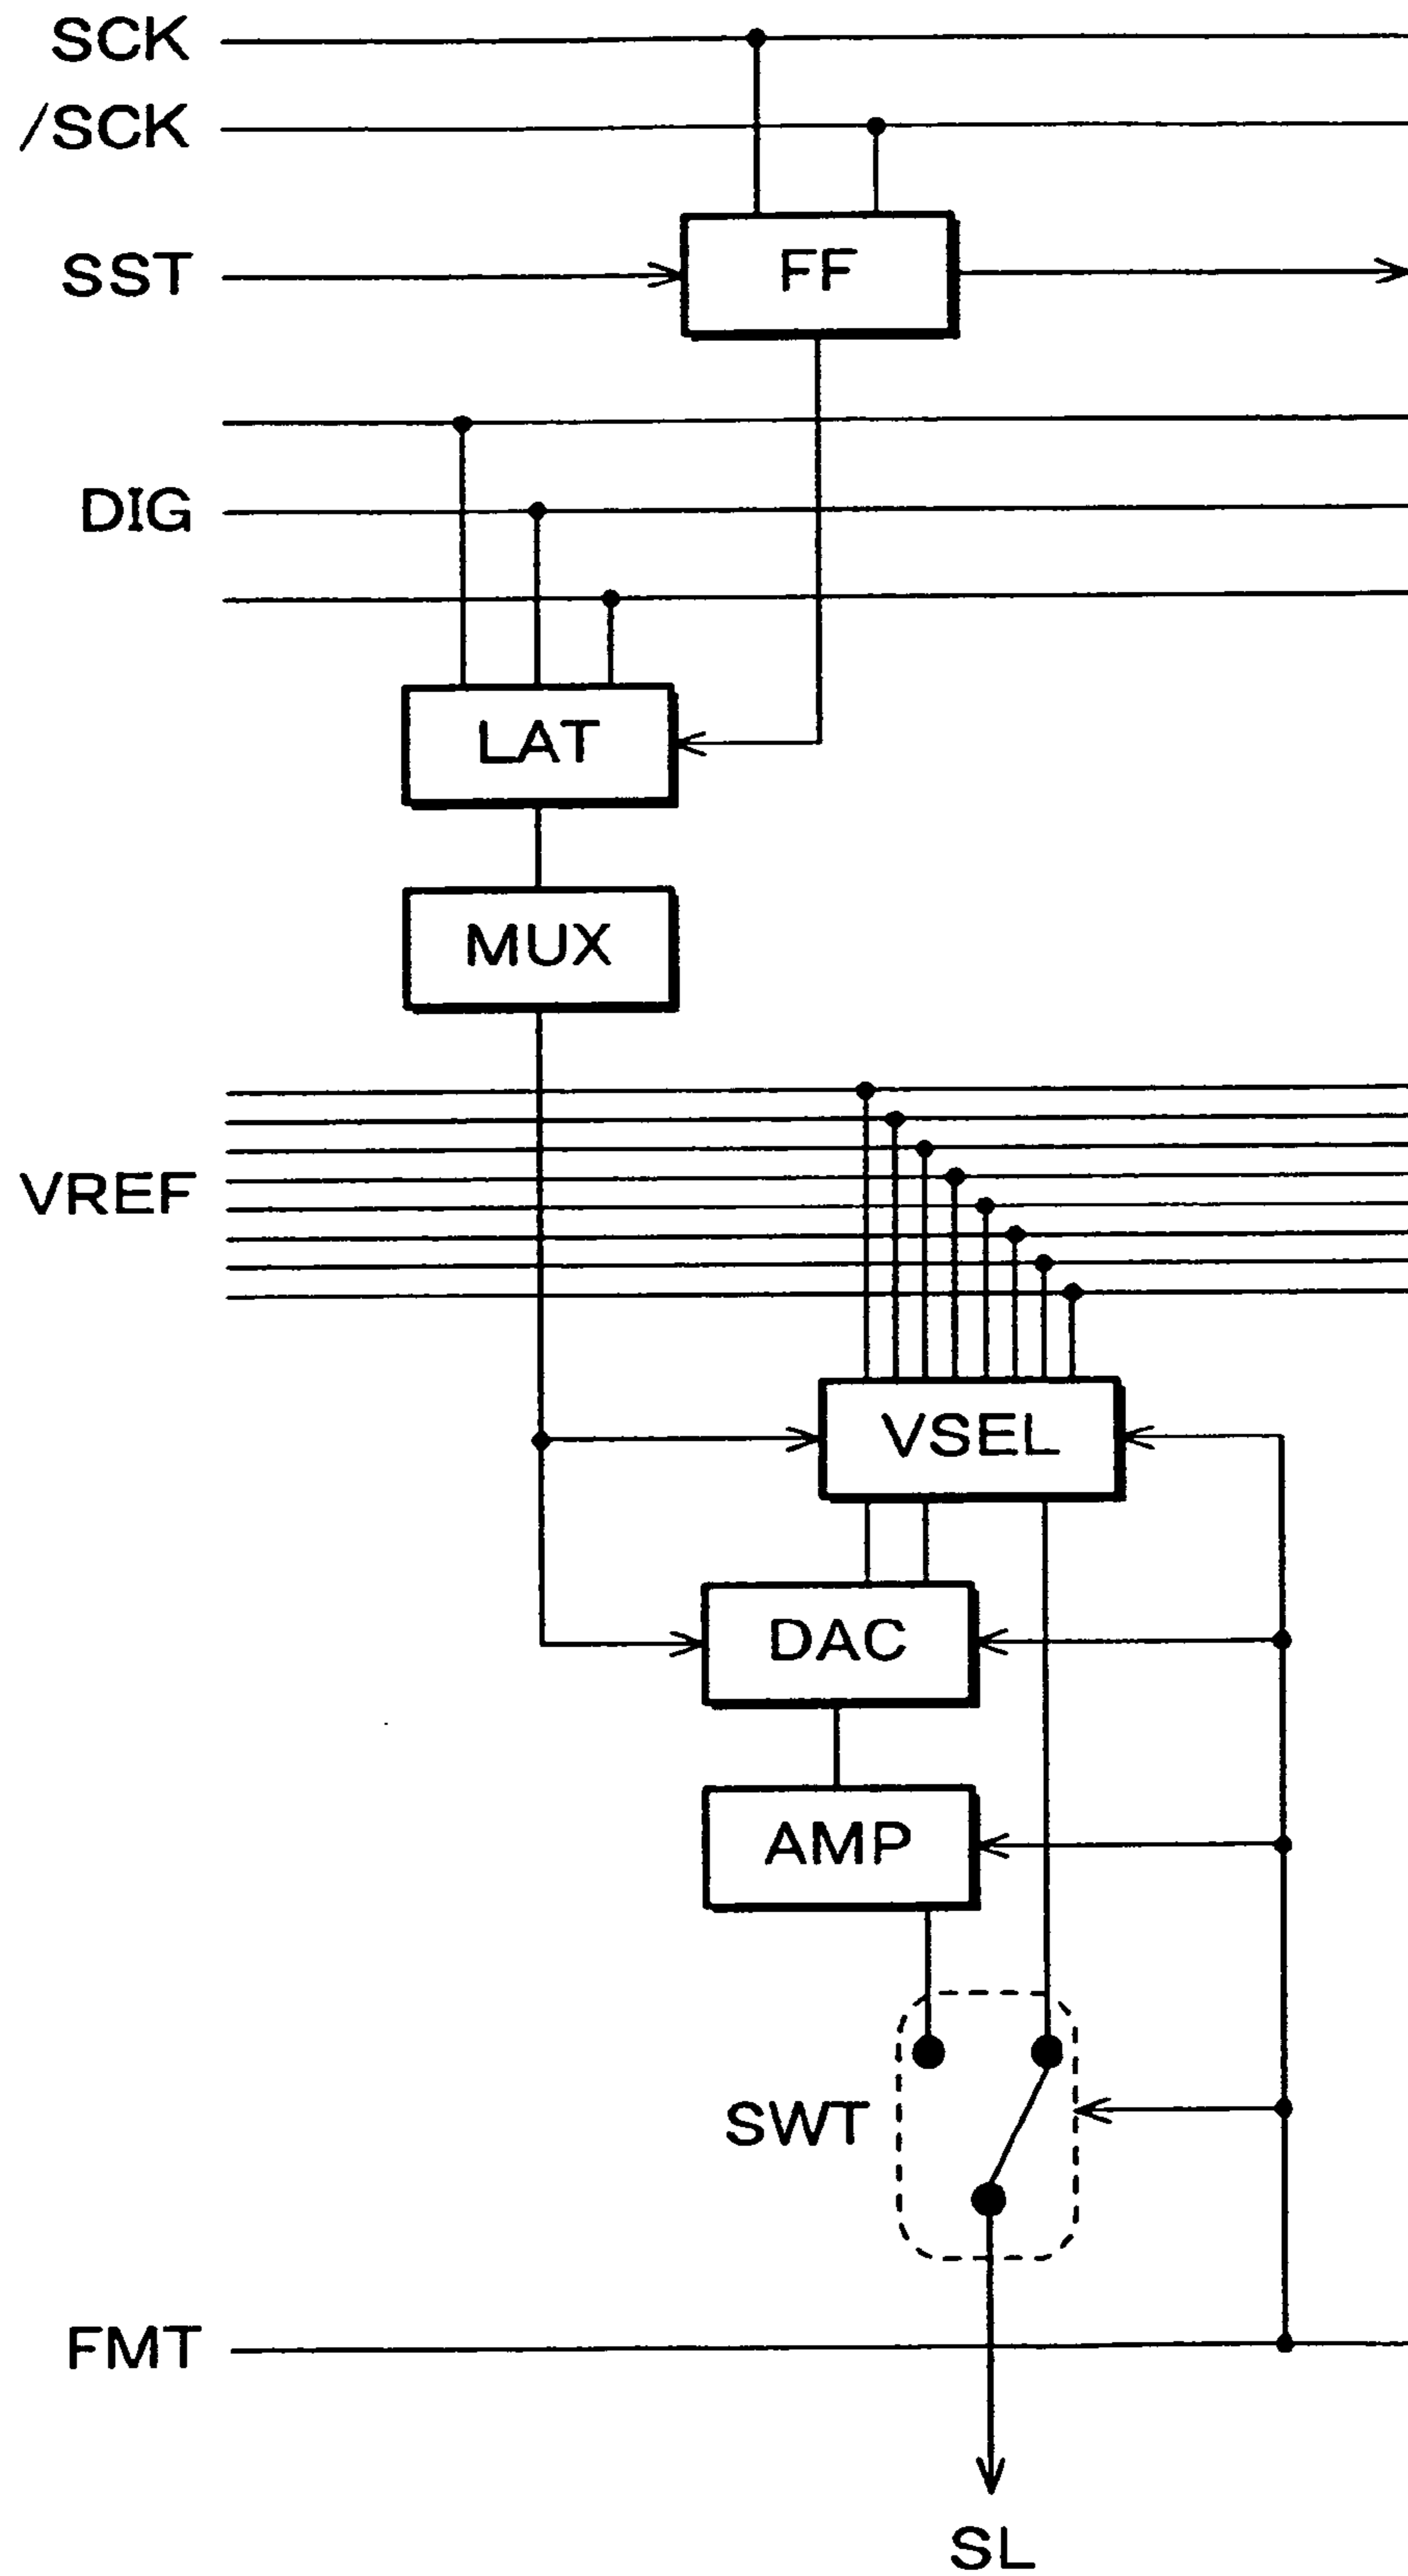 SCK
/SCK
SST
FF
DIG
LAT
MUX
VREF
VSEL
DAC
AMP
SWT
FMT
SL